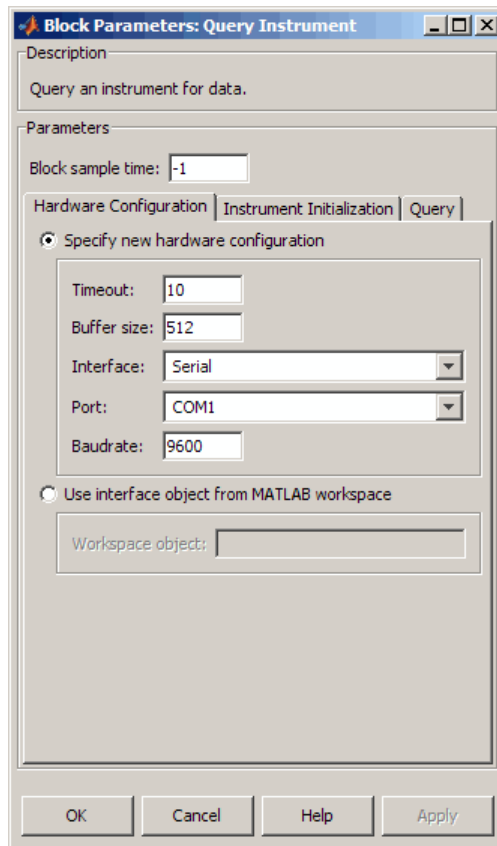 Block Parameters: Query Instrument
Description
Query an instrument for data.
Parameters
Block sample time: -1
Hardware Configuration Instrument Initialization Query
Specify new hardware configuration
Timeout: 10
Buffer size: 512
Interface: Serial
Port: COM1
Baudrate: 9600
Use interface object from MATLAB workspace
Workspace object:
OK Cancel Help Apply